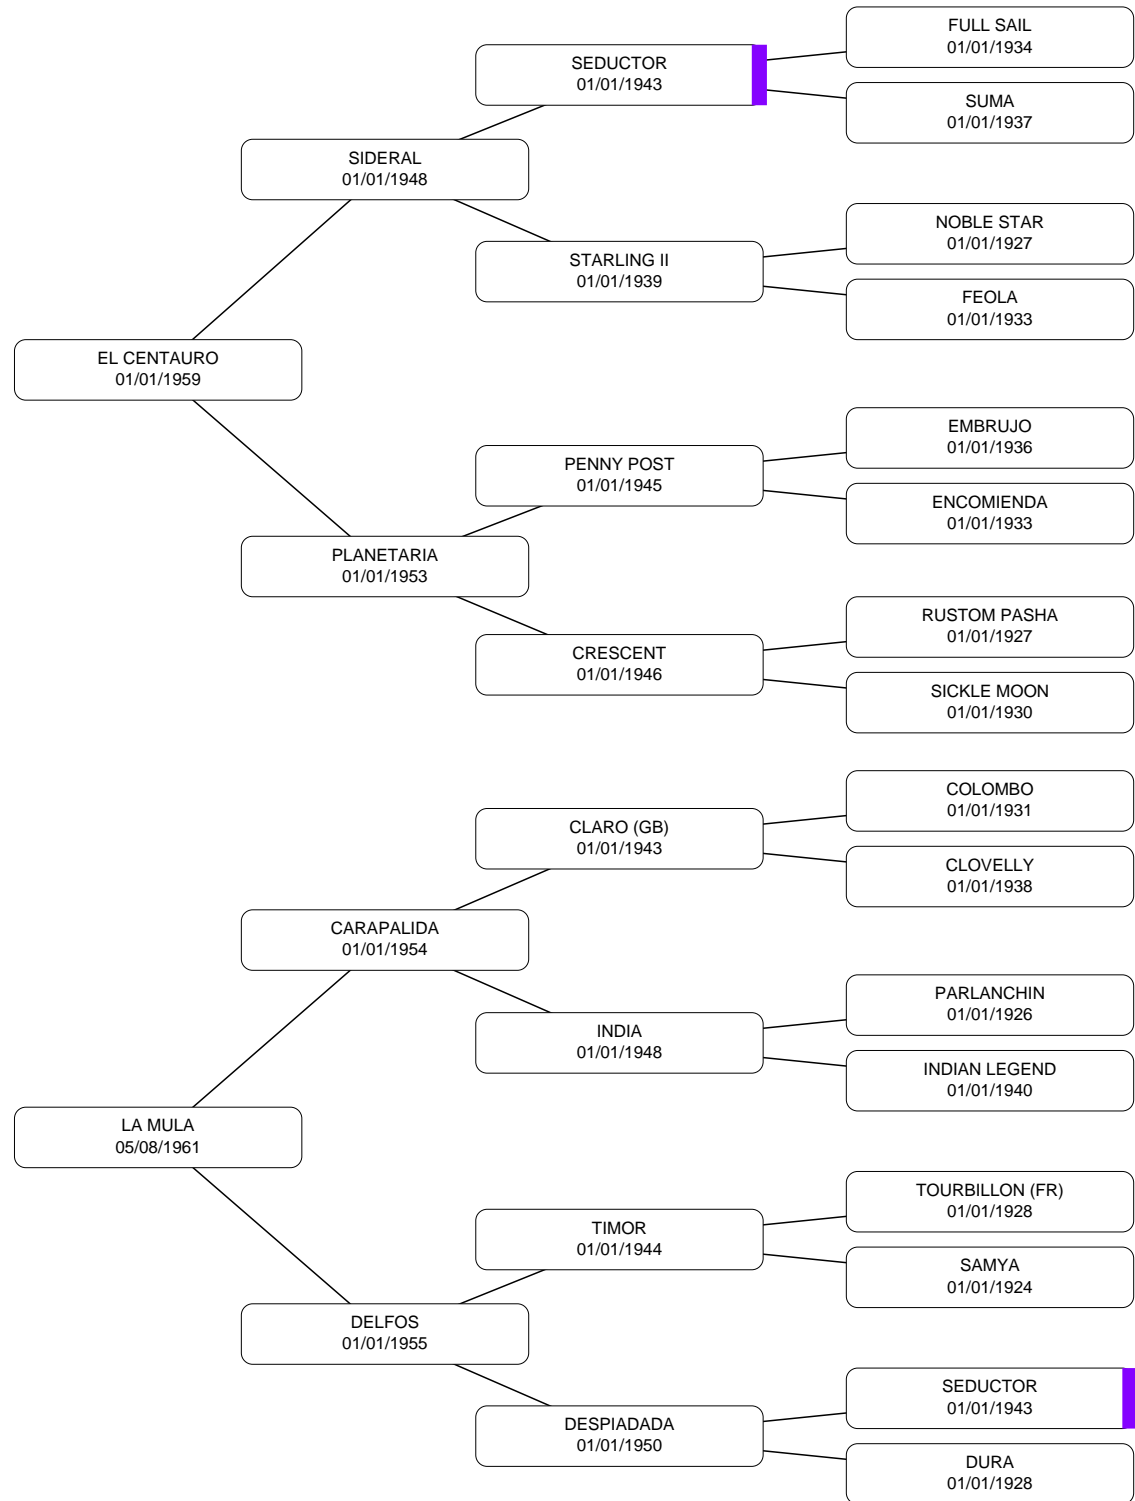 FULL SAIL
01/01/1934
SEDUCTOR
01/01/1943
SUMA
01/01/1937
SIDERAL
01/01/1948
NOBLE STAR
01/01/1927
STARLING II
01/01/1939
FEOLA
01/01/1933
EL CENTAURO
01/01/1959
EMBRUJO
01/01/1936
PENNY POST
01/01/1945
ENCOMIENDA
01/01/1933
PLANETARIA
01/01/1953
RUSTOM PASHA
01/01/1927
CRESCENT
01/01/1946
SICKLE MOON
01/01/1930
COLOMBO
01/01/1931
CLARO (GB)
01/01/1943
CLOVELLY
01/01/1938
CARAPALIDA
01/01/1954
PARLANCHIN
01/01/1926
INDIA
01/01/1948
INDIAN LEGEND
01/01/1940
LA MULA
05/08/1961
TOURBILLON (FR)
01/01/1928
TIMOR
01/01/1944
SAMYA
01/01/1924
DELFOS
01/01/1955
SEDUCTOR
01/01/1943
DESPIADADA
01/01/1950
DURA
01/01/1928